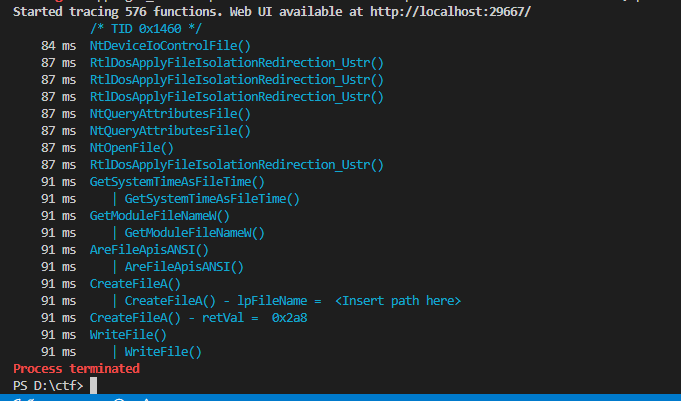 Started tracing 576 functions. Web UI available at http://localhost:29667/
/* TID 0x1460 */
84 ms NtDeviceIoControlFile()
87 ms RtlDosApplyFileIsolationRedirection_Ustr()
87 ms RtlDosApplyFileIsolationRedirection_Ustr()
87 ms RtlDosApplyFileIsolationRedirection_Ustr()
87 ms NtQueryAttributesFile()
87 ms NtQueryAttributesFile()
87 ms NtOpenFile()
87 ms RtlDosApplyFileIsolationRedirection_Ustr()
91 ms GetSystemTimeAsFileTime()
91 ms | GetSystemTimeAsFileTime()
91 ms GetModuleFileNameW()
91 ms | GetModuleFileNameW()
91 ms AreFileApisANSI()
91 ms | AreFileApisANSI()
91 ms CreateFileA()
91 ms | CreateFileA() - lpFileName = <Insert path here>
91 ms CreateFileA() - retVal = 0x2a8
91 ms WriteFile()
91 ms | WriteFile()
Process terminated
PS D:\ctf>